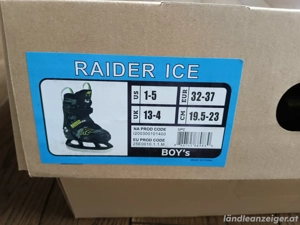 RAIDER ICE
US 1-5 EUR 32-37
UK 13-4 CH 19.5-23
NA PROD CODE
EU PROD CODE
BOY's
ländleanzeiger.at